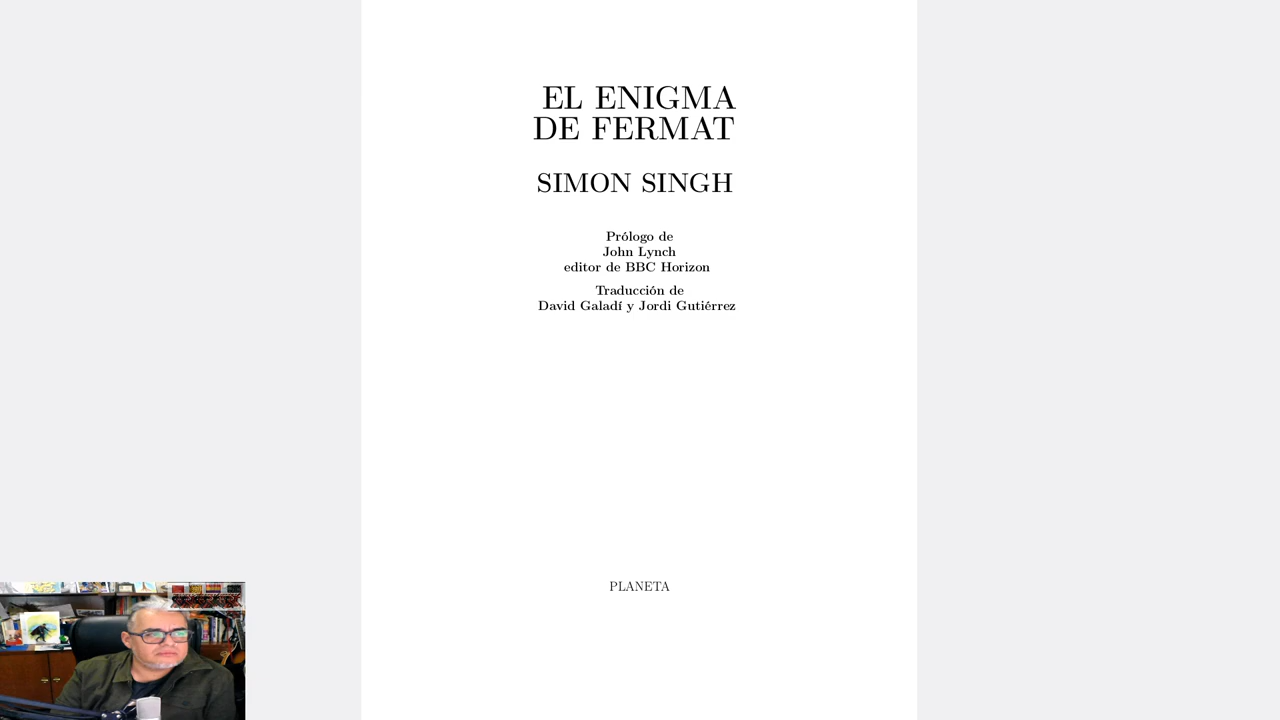 EL ENIGMA
DE FERMAT
SIMON SINGH
Prólogo de
John Lynch
editor de BBC Horizon
Traducción de
David Galadí y Jordi Gutiérrez
PLANETA